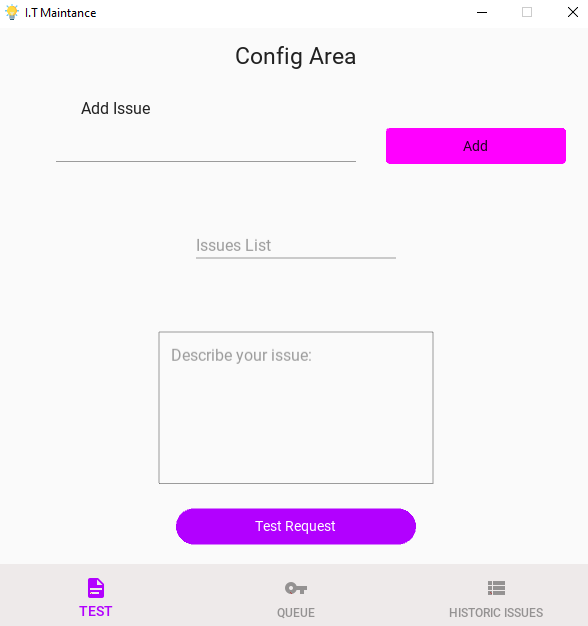 I.T Maintance
Config Area
Add Issue
Add
Issues List
Describe your issue:
Test Request
TEST
QUEUE
HISTORIC ISSUES